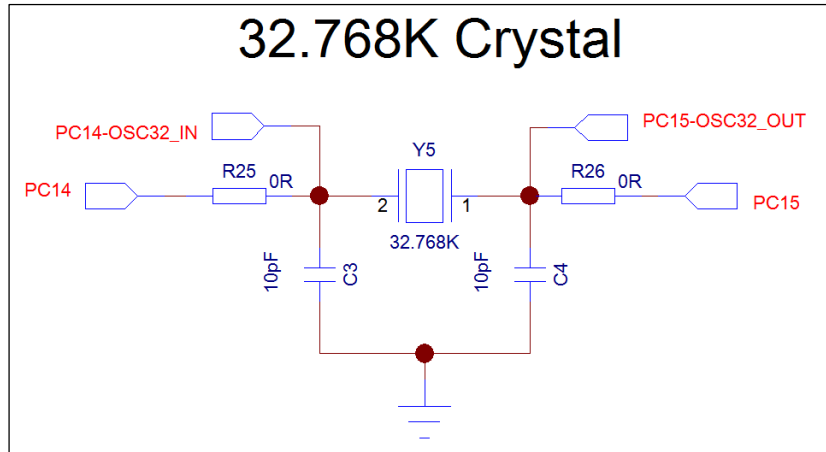 32.768K Crystal
PC14-OSC32_IN
PC15-OSC32_OUT
Y5
R25
0R
R26
0R
PC14
2
1
PC15
32.768K
10pF
C3
10pF
C4